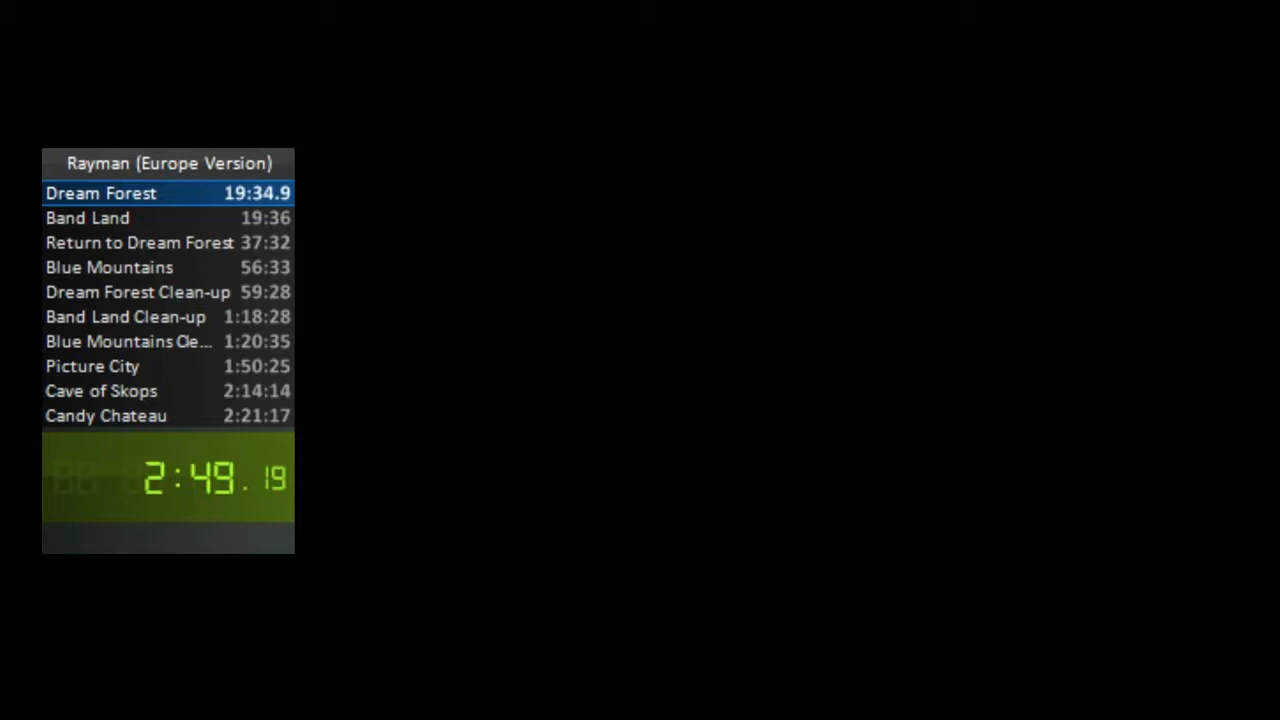 Rayman (Europe Version)
Dream Forest 19:34.9
Band Land 19:36
Return to Dream Forest 37:32
Blue Mountains 56:33
Dream Forest Clean-up 59:28
Band Land Clean-up 1:18:28
Blue Mountains Cle... 1:20:35
Picture City 1:50:25
Cave of Skops 2:14:14
Candy Chateau 2:21:17
2:49.19